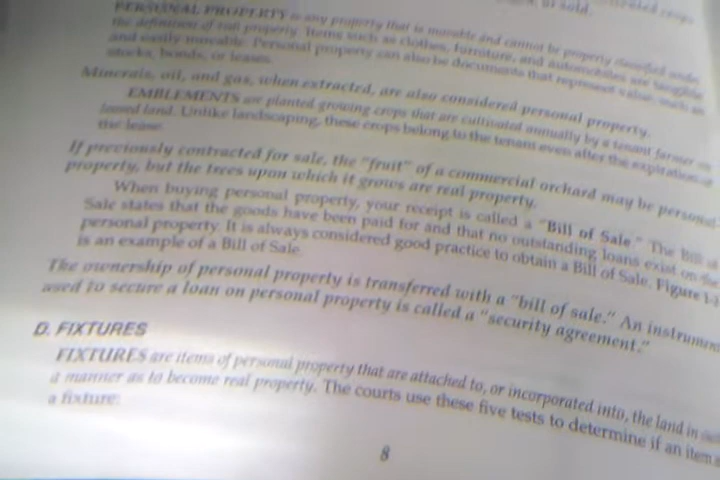 or sold.
PERSONAL PROPERTY is any property that is movable and cannot be properly classified under
the definition of real property. Items such as clothes, furniture, and automobiles are tangible
and easily movable. Personal property can also be documents that represent value, such as
stocks, bonds, or leases.
Minerals, oil, and gas, when extracted, are also considered personal property.
EMBLEMENTS are planted growing crops that are cultivated annually by a tenant farmer on
leased land. Unlike landscaping, these crops belong to the tenant even after the expiration of
the lease.
If previously contracted for sale, the "fruit" of a commercial orchard may be personal
property, but the trees upon which it grows are real property.
When buying personal property, your receipt is called a "Bill of Sale." The Bill of
Sale states that the goods have been paid for and that no outstanding loans exist on the
personal property. It is always considered good practice to obtain a Bill of Sale. Figure 1-
is an example of a Bill of Sale.
The ownership of personal property is transferred with a "bill of sale." An instrument
used to secure a loan on personal property is called a "security agreement."
D. FIXTURES
FIXTURES are items of personal property that are attached to, or incorporated into, the land in such
a manner as to become real property. The courts use these five tests to determine if an item
a fixture:
8